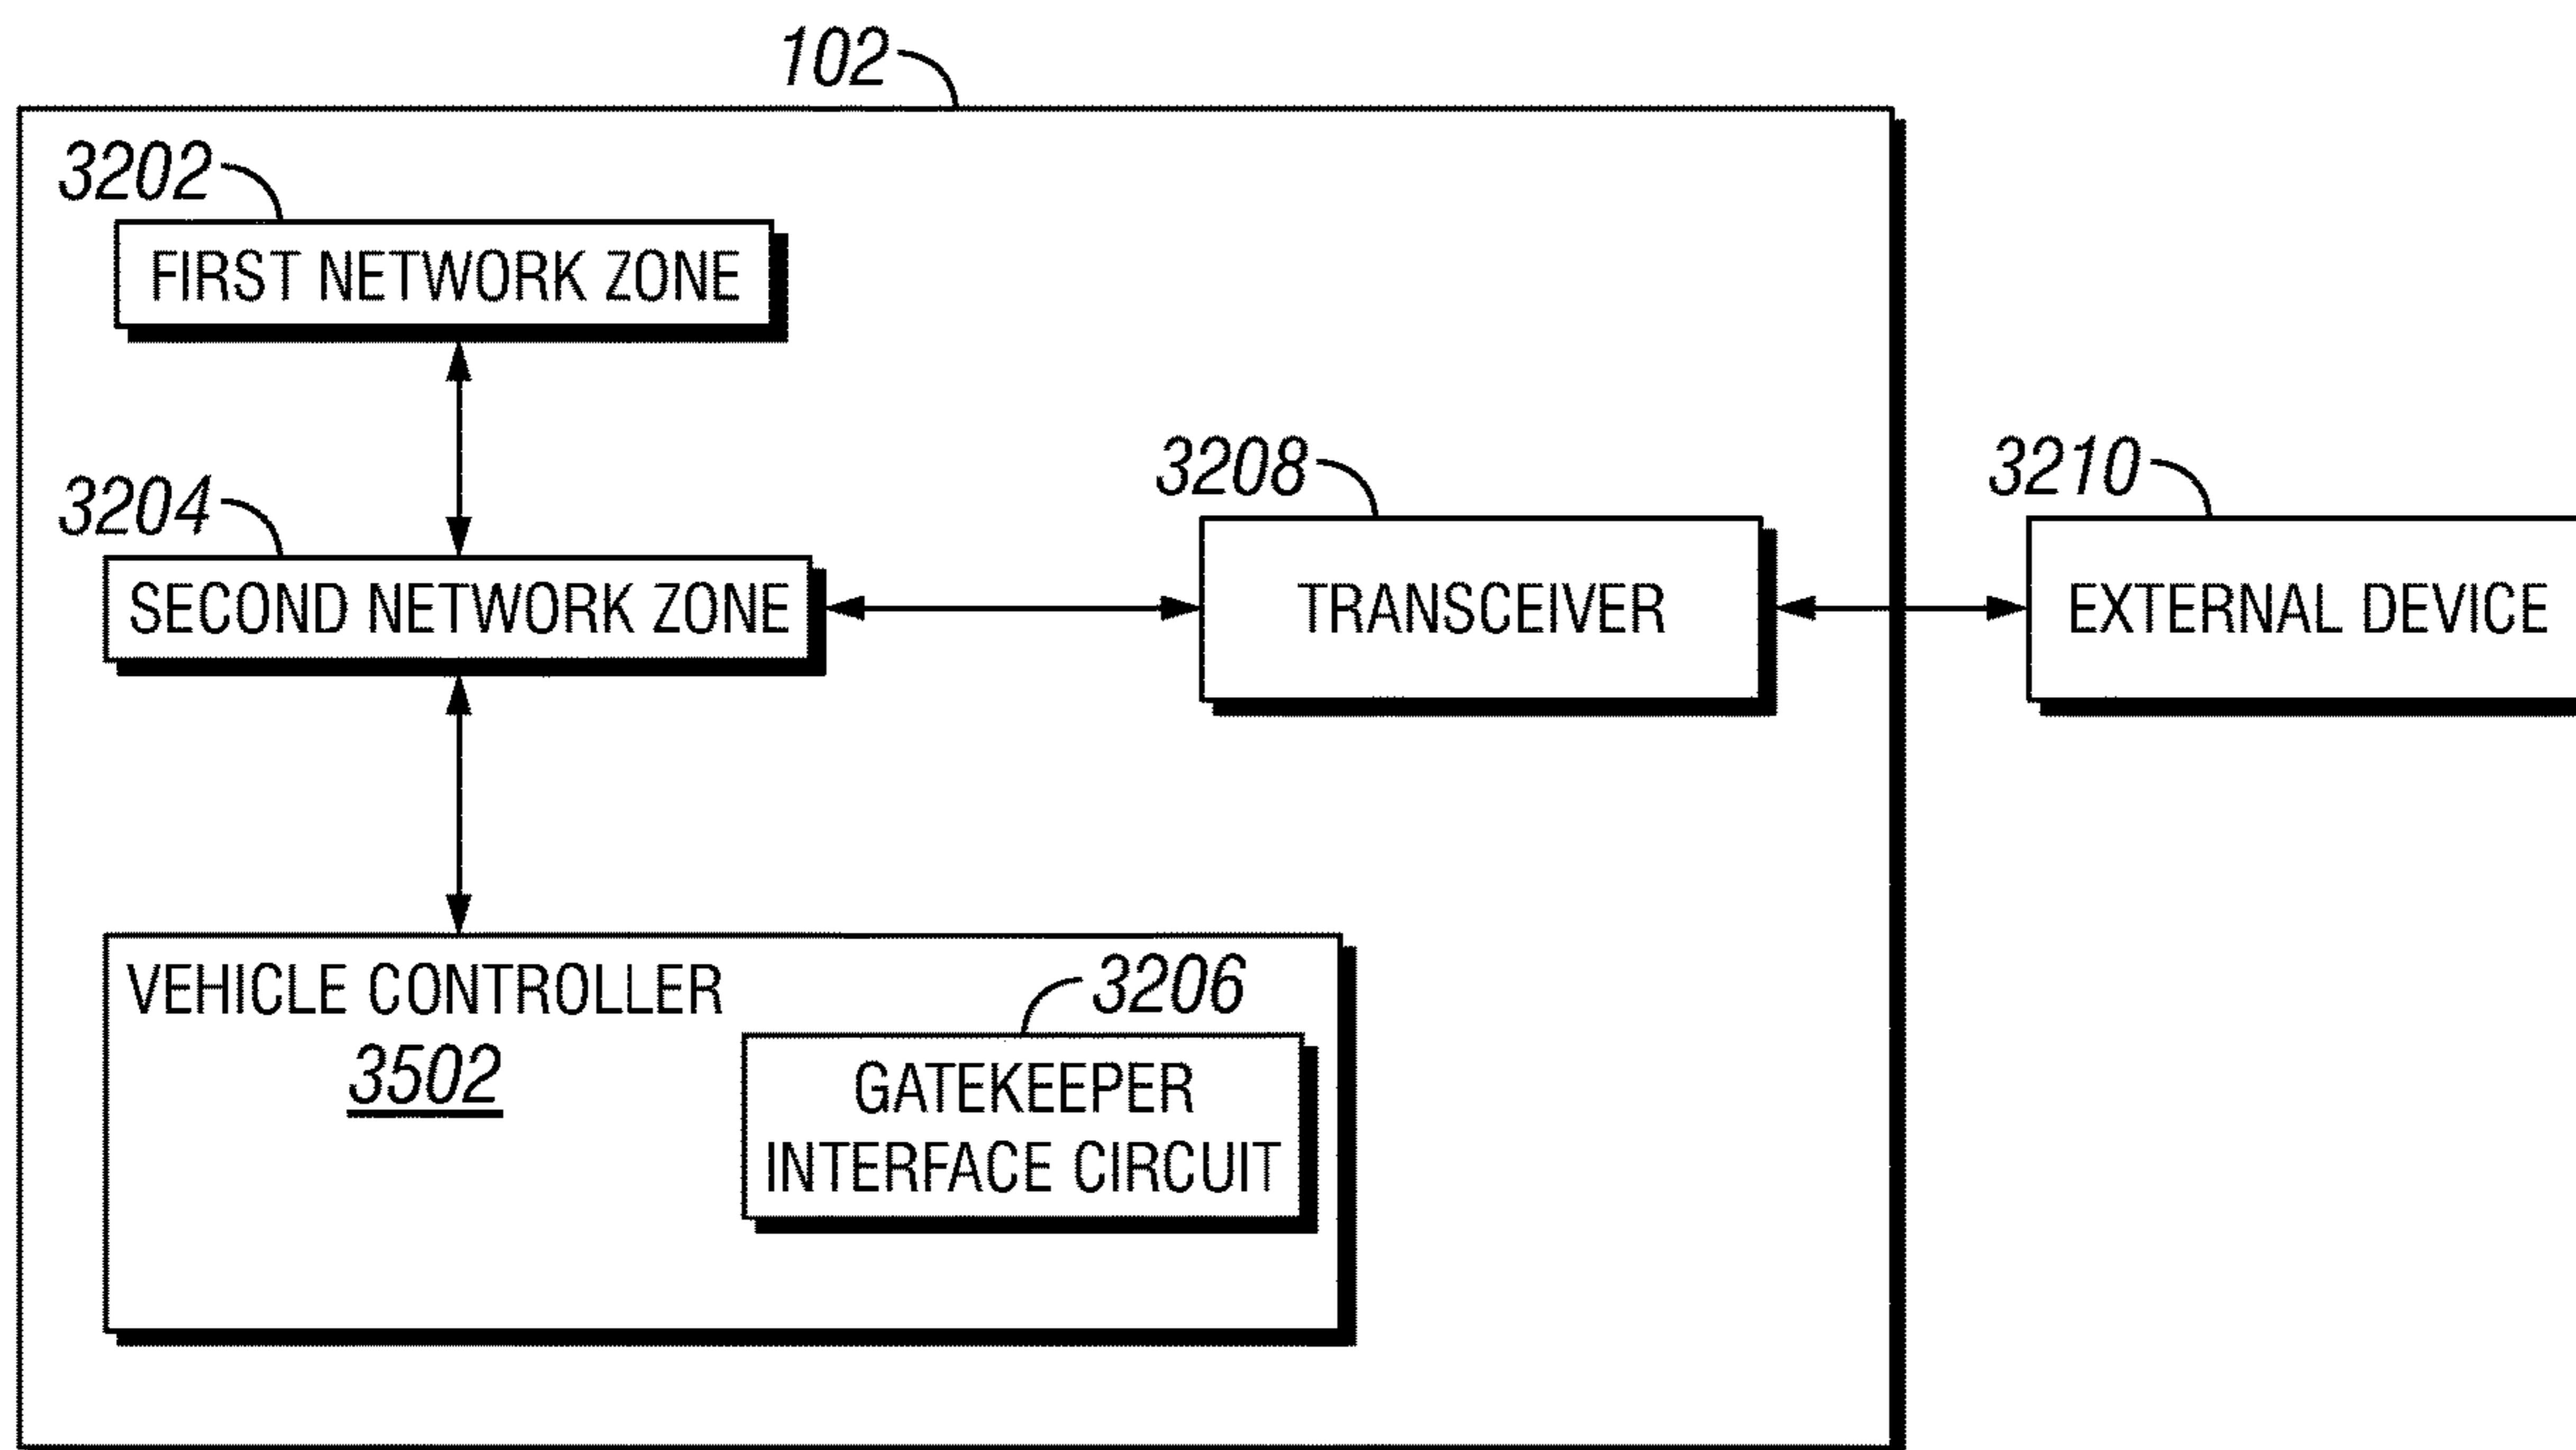 102
3202
FIRST NETWORK ZONE
3204
SECOND NETWORK ZONE
3208
TRANSCEIVER
3210
EXTERNAL DEVICE
VEHICLE CONTROLLER
3502
3206
GATEKEEPER
INTERFACE CIRCUIT